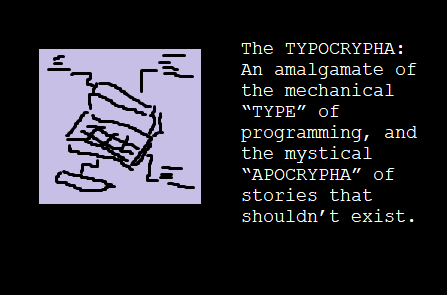 The TYPOCRYPHA:
An amalgamate of
the mechanical
“TYPE” of
programming, and
the mystical
“APOCRYPHA” of
stories that
shouldn’t exist.